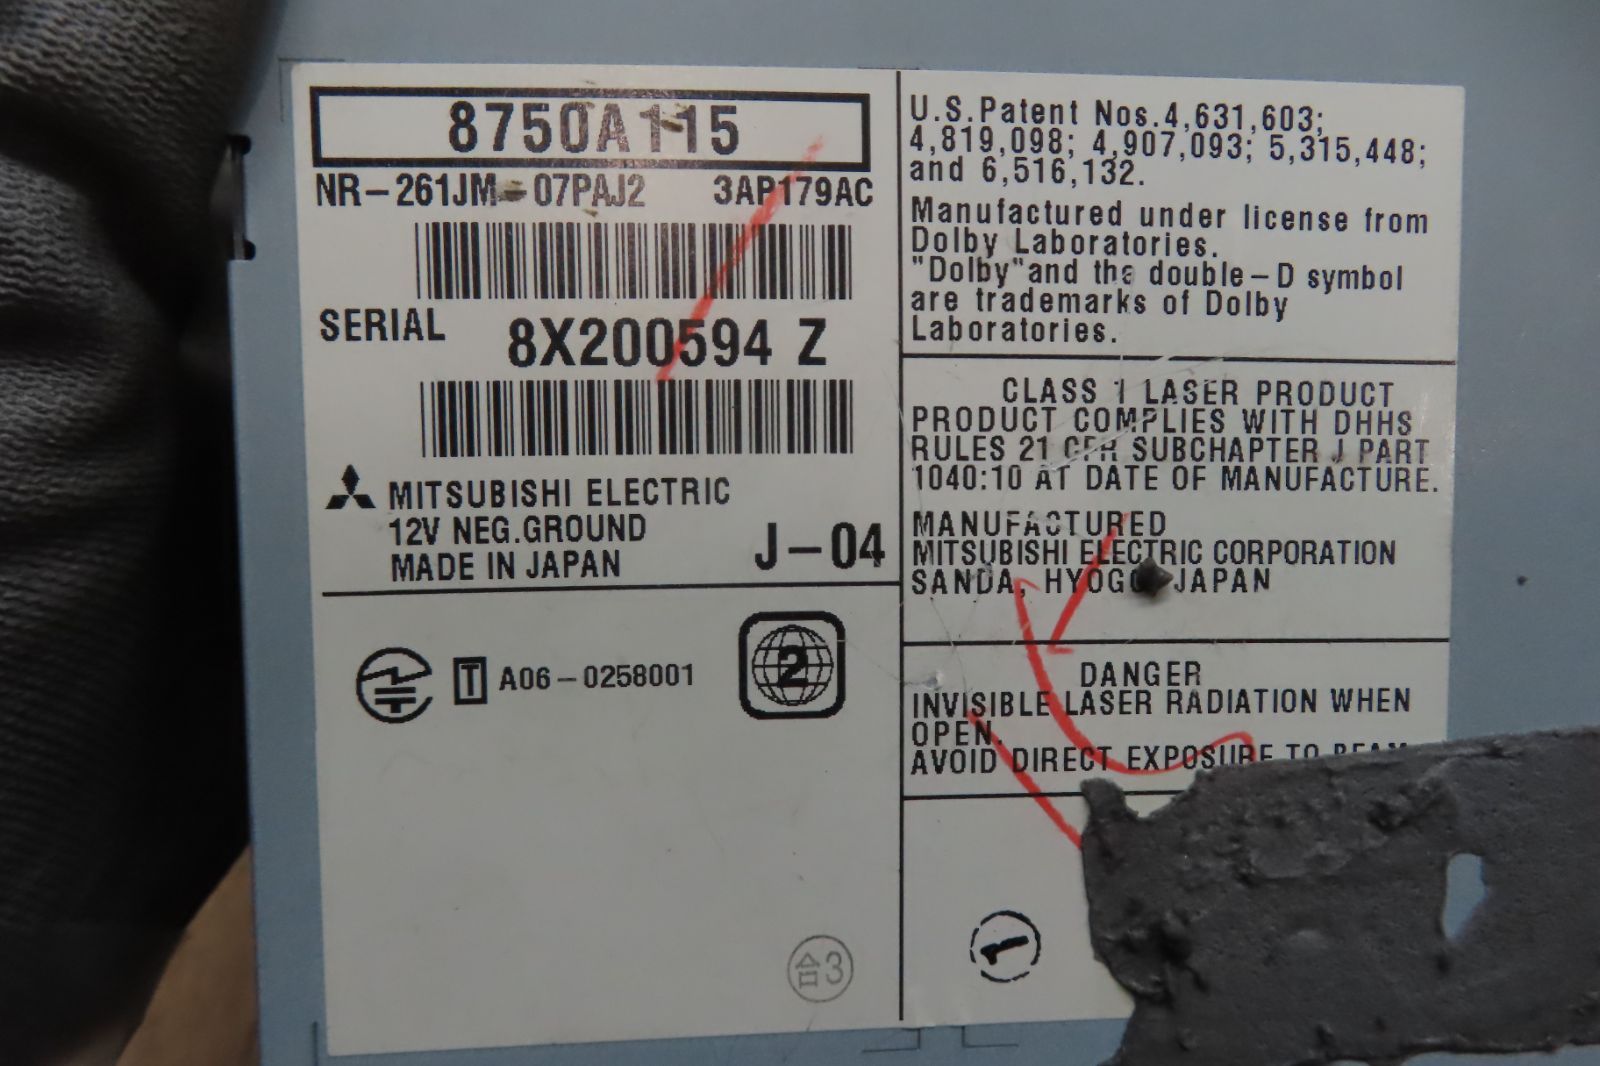 8750A115
NR-261JM-07PAJ2 3AP179AC
SERIAL 8X200594 Z
MITSUBISHI ELECTRIC
12V NEG.GROUND
MADE IN JAPAN J-04
T A06-0258001 2
合3
U.S.Patent Nos.4,631,603;
4,819,098; 4,907,093; 5,315,448;
and 6,516,132.
Manufactured under license from
Dolby Laboratories.
"Dolby"and the double-D symbol
are trademarks of Dolby
Laboratories.
CLASS 1 LASER PRODUCT
PRODUCT COMPLIES WITH DHHS
RULES 21 CFR SUBCHAPTER J PART
1040:10 AT DATE OF MANUFACTURE.
MANUFACTURED
MITSUBISHI ELECTRIC CORPORATION
SANDA, HYOGO JAPAN
DANGER
INVISIBLE LASER RADIATION WHEN
OPEN.
AVOID DIRECT EXPOSURE TO BEAM
1